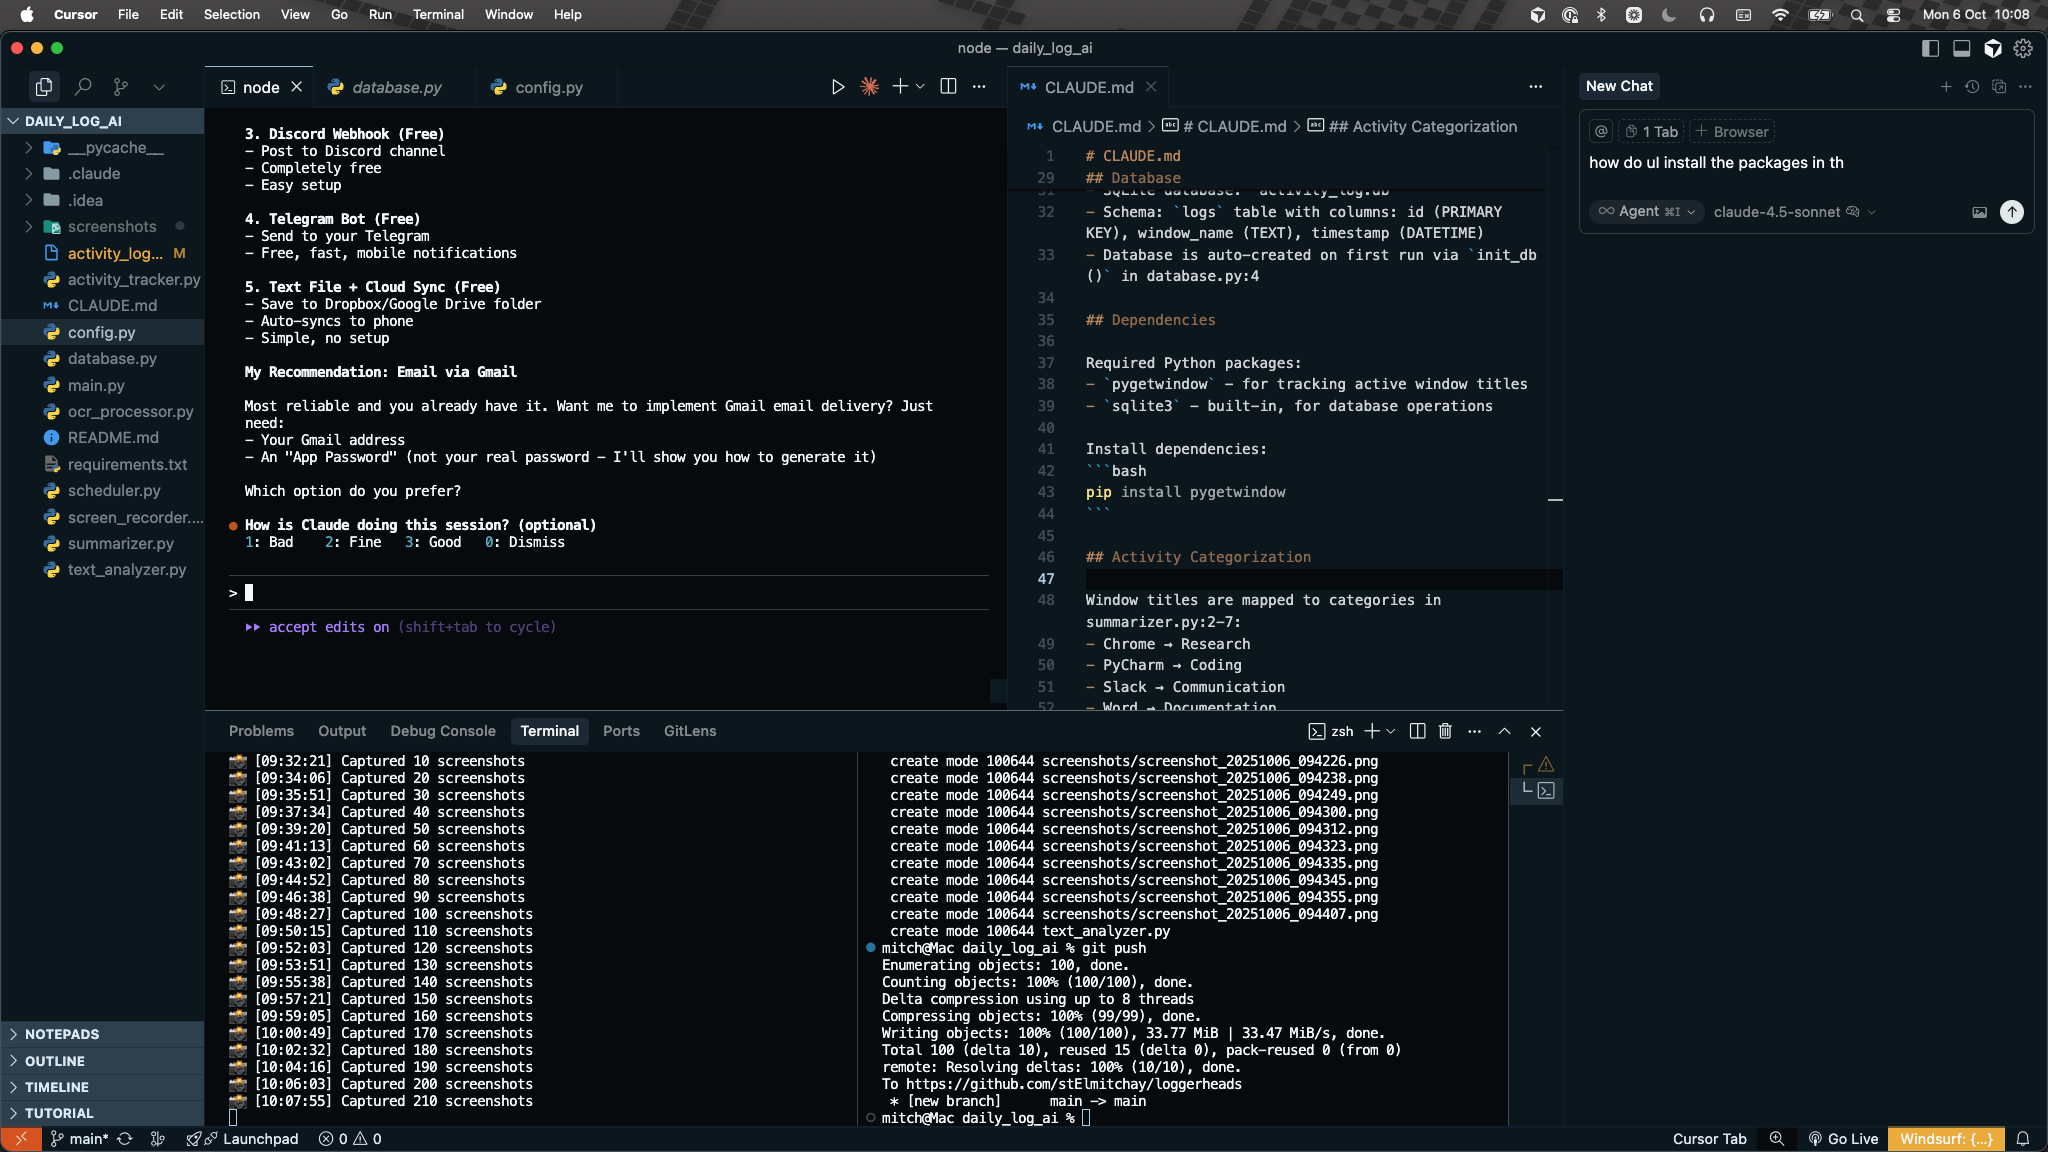 Cursor File Edit Selection View Go Run Terminal Window Help Mon 6 Oct 10:08
node — daily_log_ai
node
database.py
config.py
CLAUDE.md
New Chat
DAILY_LOG_AI
__pycache__
.claude
.idea
screenshots
activity_log... M
activity_tracker.py
CLAUDE.md
config.py
database.py
main.py
ocr_processor.py
README.md
requirements.txt
scheduler.py
screen_recorder....
summarizer.py
text_analyzer.py
NOTEPADS
OUTLINE
TIMELINE
TUTORIAL
3. Discord Webhook (Free)
- Post to Discord channel
- Completely free
- Easy setup
4. Telegram Bot (Free)
- Send to your Telegram
- Free, fast, mobile notifications
5. Text File + Cloud Sync (Free)
- Save to Dropbox/Google Drive folder
- Auto-syncs to phone
- Simple, no setup
My Recommendation: Email via Gmail
Most reliable and you already have it. Want me to implement Gmail email delivery? Just
need:
- Your Gmail address
- An "App Password" (not your real password - I'll show you how to generate it)
Which option do you prefer?
How is Claude doing this session? (optional)
1: Bad 2: Fine 3: Good 0: Dismiss
>
accept edits on (shift+tab to cycle)
CLAUDE.md > # CLAUDE.md > ## Activity Categorization
1 # CLAUDE.md
29 ## Database
31 - SQLite database: `activity_log.db`
32 - Schema: `logs` table with columns: id (PRIMARY
KEY), window_name (TEXT), timestamp (DATETIME)
33 - Database is auto-created on first run via `init_db
()` in database.py:4
34
35 ## Dependencies
36
37 Required Python packages:
38 - `pygetwindow` - for tracking active window titles
39 - `sqlite3` - built-in, for database operations
40
41 Install dependencies:
42 ```bash
43 pip install pygetwindow
44 ```
45
46 ## Activity Categorization
47
48 Window titles are mapped to categories in
summarizer.py:2-7:
49 - Chrome → Research
50 - PyCharm → Coding
51 - Slack → Communication
52 - Word → Documentation
@ 1 Tab + Browser
how do ul install the packages in th
Agent ⌘I claude-4.5-sonnet
Problems Output Debug Console Terminal Ports GitLens
zsh
[09:32:21] Captured 10 screenshots
[09:34:06] Captured 20 screenshots
[09:35:51] Captured 30 screenshots
[09:37:34] Captured 40 screenshots
[09:39:20] Captured 50 screenshots
[09:41:13] Captured 60 screenshots
[09:43:02] Captured 70 screenshots
[09:44:52] Captured 80 screenshots
[09:46:38] Captured 90 screenshots
[09:48:27] Captured 100 screenshots
[09:50:15] Captured 110 screenshots
[09:52:03] Captured 120 screenshots
[09:53:51] Captured 130 screenshots
[09:55:38] Captured 140 screenshots
[09:57:21] Captured 150 screenshots
[09:59:05] Captured 160 screenshots
[10:00:49] Captured 170 screenshots
[10:02:32] Captured 180 screenshots
[10:04:16] Captured 190 screenshots
[10:06:03] Captured 200 screenshots
[10:07:55] Captured 210 screenshots
create mode 100644 screenshots/screenshot_20251006_094226.png
create mode 100644 screenshots/screenshot_20251006_094238.png
create mode 100644 screenshots/screenshot_20251006_094249.png
create mode 100644 screenshots/screenshot_20251006_094300.png
create mode 100644 screenshots/screenshot_20251006_094312.png
create mode 100644 screenshots/screenshot_20251006_094323.png
create mode 100644 screenshots/screenshot_20251006_094335.png
create mode 100644 screenshots/screenshot_20251006_094345.png
create mode 100644 screenshots/screenshot_20251006_094355.png
create mode 100644 screenshots/screenshot_20251006_094407.png
create mode 100644 text_analyzer.py
mitch@Mac daily_log_ai % git push
Enumerating objects: 100, done.
Counting objects: 100% (100/100), done.
Delta compression using up to 8 threads
Compressing objects: 100% (99/99), done.
Writing objects: 100% (100/100), 33.77 MiB | 33.47 MiB/s, done.
Total 100 (delta 10), reused 15 (delta 0), pack-reused 0 (from 0)
remote: Resolving deltas: 100% (10/10), done.
To https://github.com/stElmitchay/loggerheads
* [new branch] main -> main
mitch@Mac daily_log_ai %
main* Launchpad 0 0 Cursor Tab Go Live Windsurf: {...}